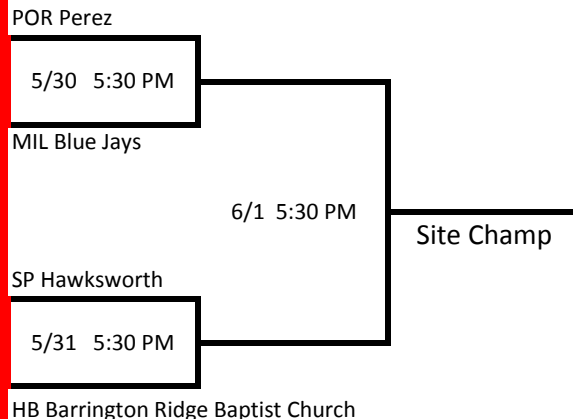 POR Perez
5/30 5:30 PM
MIL Blue Jays
6/1 5:30 PM
Site Champ
SP Hawksworth
5/31 5:30 PM
HB Barrington Ridge Baptist Church